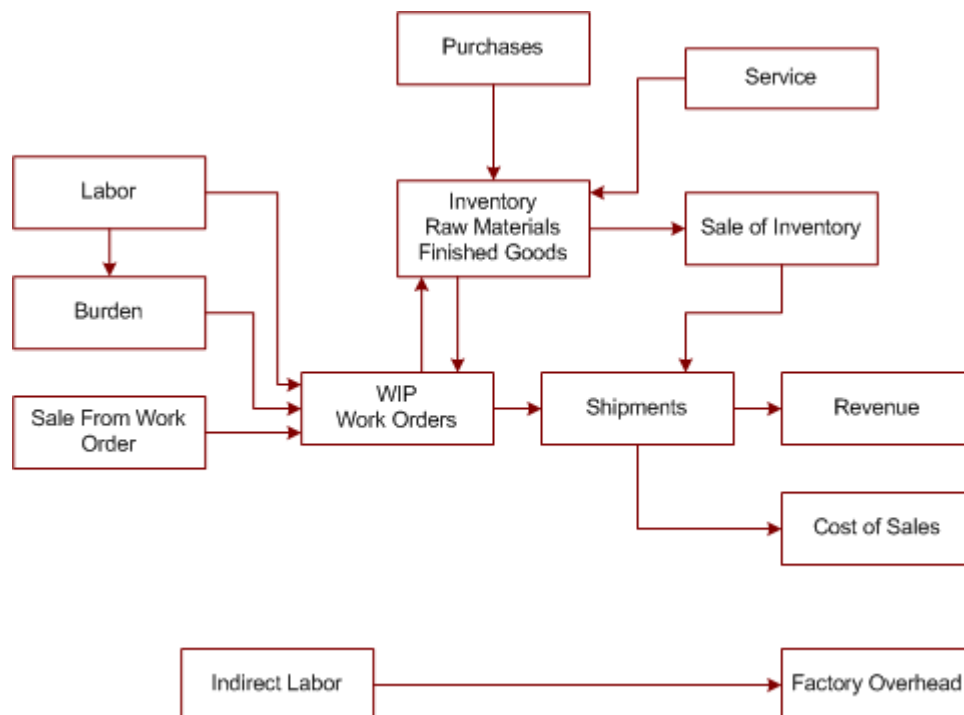 Purchases
Service
Labor
Inventory
Raw Materials
Finished Goods
Sale of Inventory
Burden
Sale From Work
Order
WIP
Work Orders
Shipments
Revenue
Cost of Sales
Indirect Labor
Factory Overhead